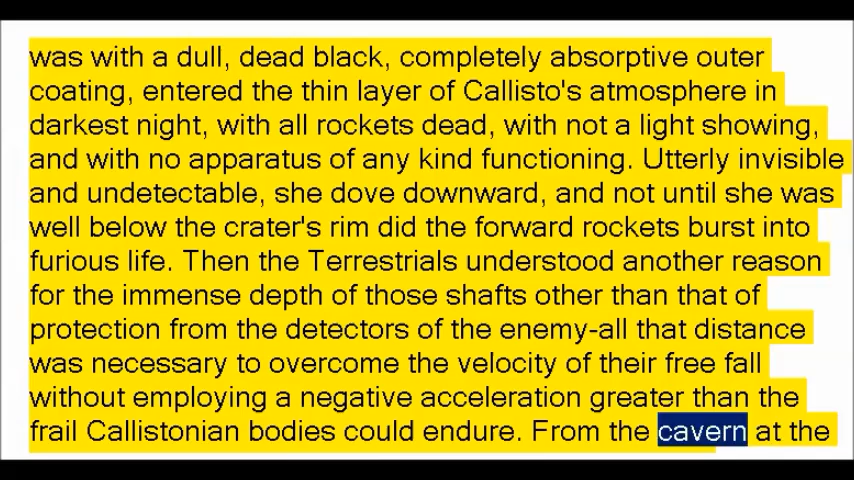 was with a dull, dead black, completely absorptive outer
coating, entered the thin layer of Callisto's atmosphere in
darkest night, with all rockets dead, with not a light showing,
and with no apparatus of any kind functioning. Utterly invisible
and undetectable, she dove downward, and not until she was
well below the crater's rim did the forward rockets burst into
furious life. Then the Terrestrials understood another reason
for the immense depth of those shafts other than that of
protection from the detectors of the enemy-all that distance
was necessary to overcome the velocity of their free fall
without employing a negative acceleration greater than the
frail Callistonian bodies could endure. From the cavern at the